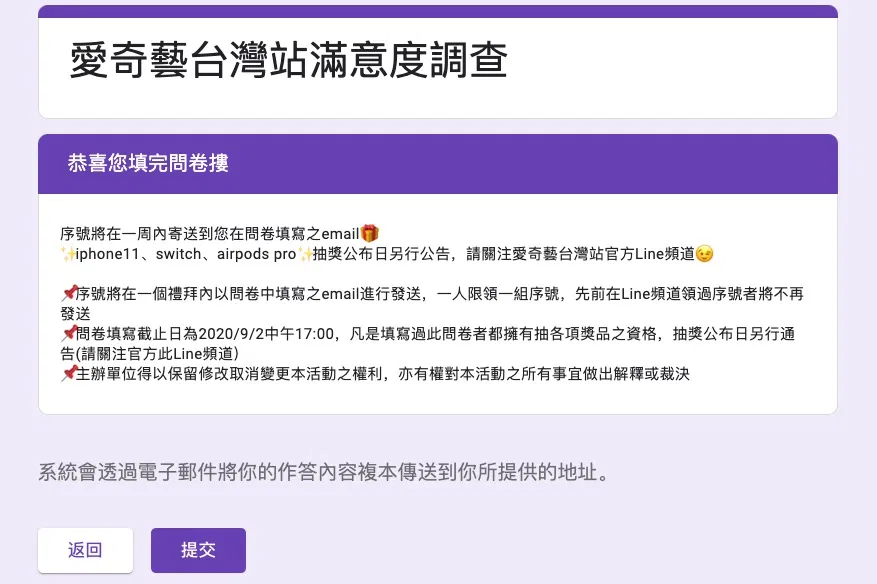 愛奇藝台灣站滿意度調查
恭喜您填完問卷摟
序號將在一周內寄送到您在問卷填寫之email🎁
✨iphone11、switch、airpods pro✨抽獎公布日另行公告，請關注愛奇藝台灣站官方Line頻道😉
📌序號將在一個禮拜內以問卷中填寫之email進行發送，一人限領一組序號，先前在Line頻道領過序號者將不再
發送
📌問卷填寫截止日為2020/9/2中午17:00，凡是填寫過此問卷者都擁有抽各項獎品之資格，抽獎公布日另行通
告(請關注官方此Line頻道)
📌主辦單位得以保留修改取消變更本活動之權利，亦有權對本活動之所有事宜做出解釋或裁決
系統會透過電子郵件將你的作答內容複本傳送到你所提供的地址。
返回
提交